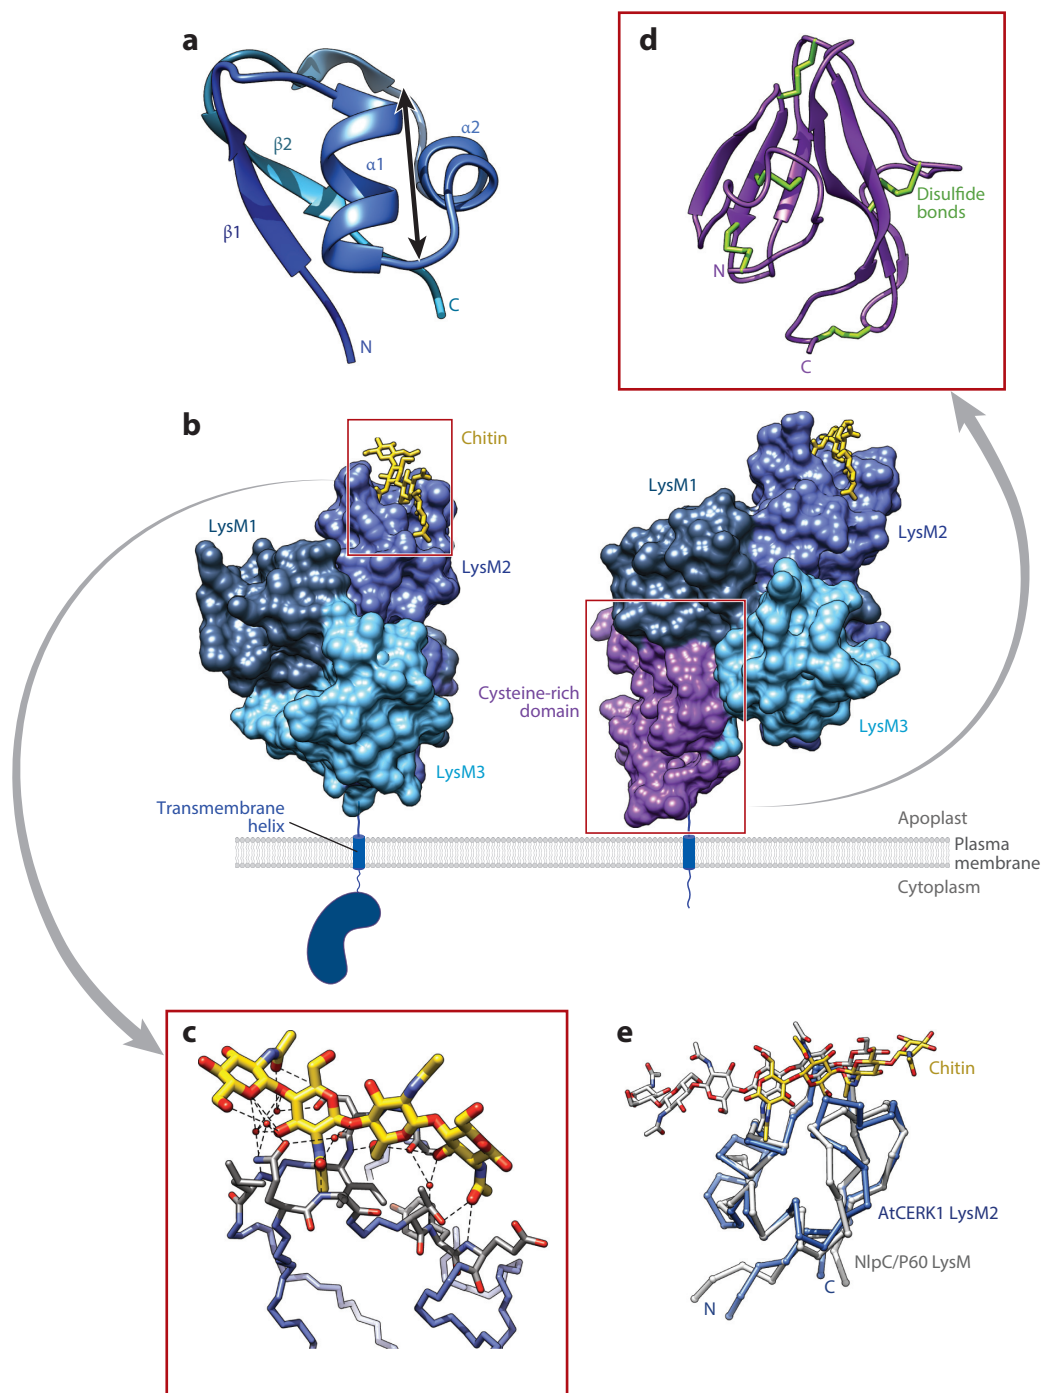 a
β2
β1
α1
α2
C
N
d
Disulfide
bonds
N
C
b
Chitin
LysM1
LysM2
LysM3
Transmembrane
helix
LysM1
LysM2
Cysteine-rich
domain
LysM3
Apoplast
Plasma
membrane
Cytoplasm
c
e
Chitin
AtCERK1 LysM2
NlpC/P60 LysM
C
N